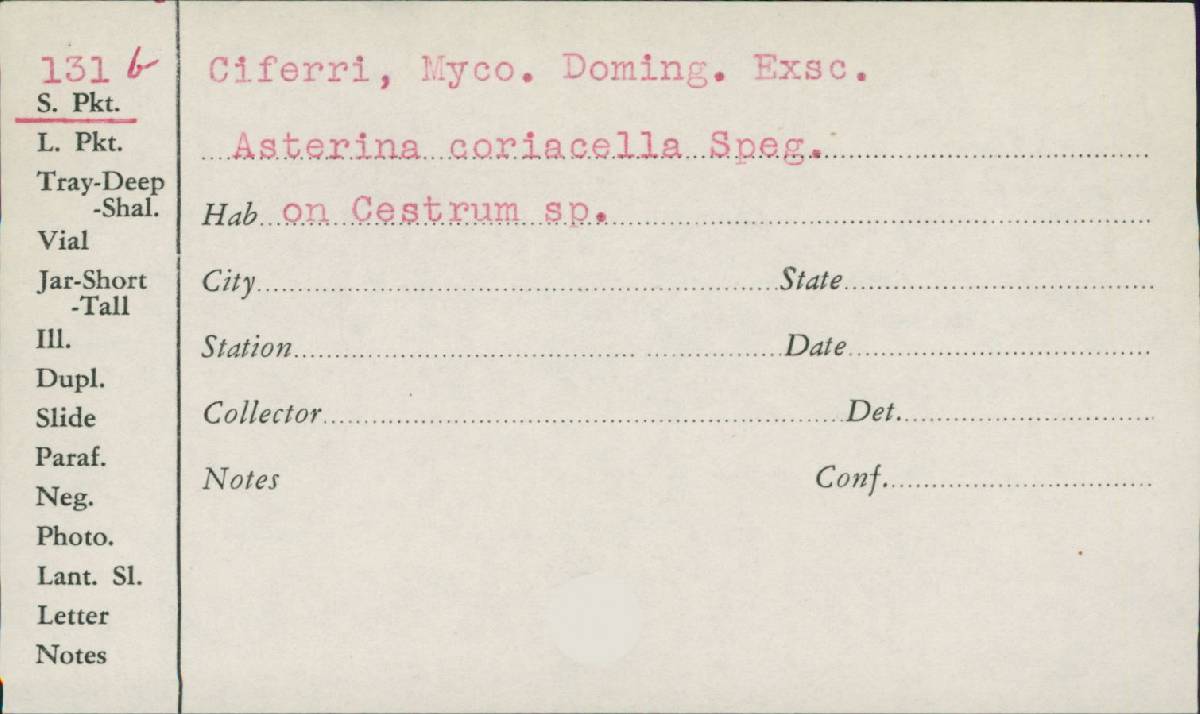 131 b
S. Pkt.
L. Pkt.
Tray-Deep
-Shal.
Vial
Jar-Short
-Tall
Ill.
Dupl.
Slide
Paraf.
Neg.
Photo.
Lant. Sl.
Letter
Notes
Ciferri, Myco. Doming. Exsc.
Asterina coriacella Speg.
Hab on Cestrum sp.
City State
Station Date
Collector Det.
Notes Conf.